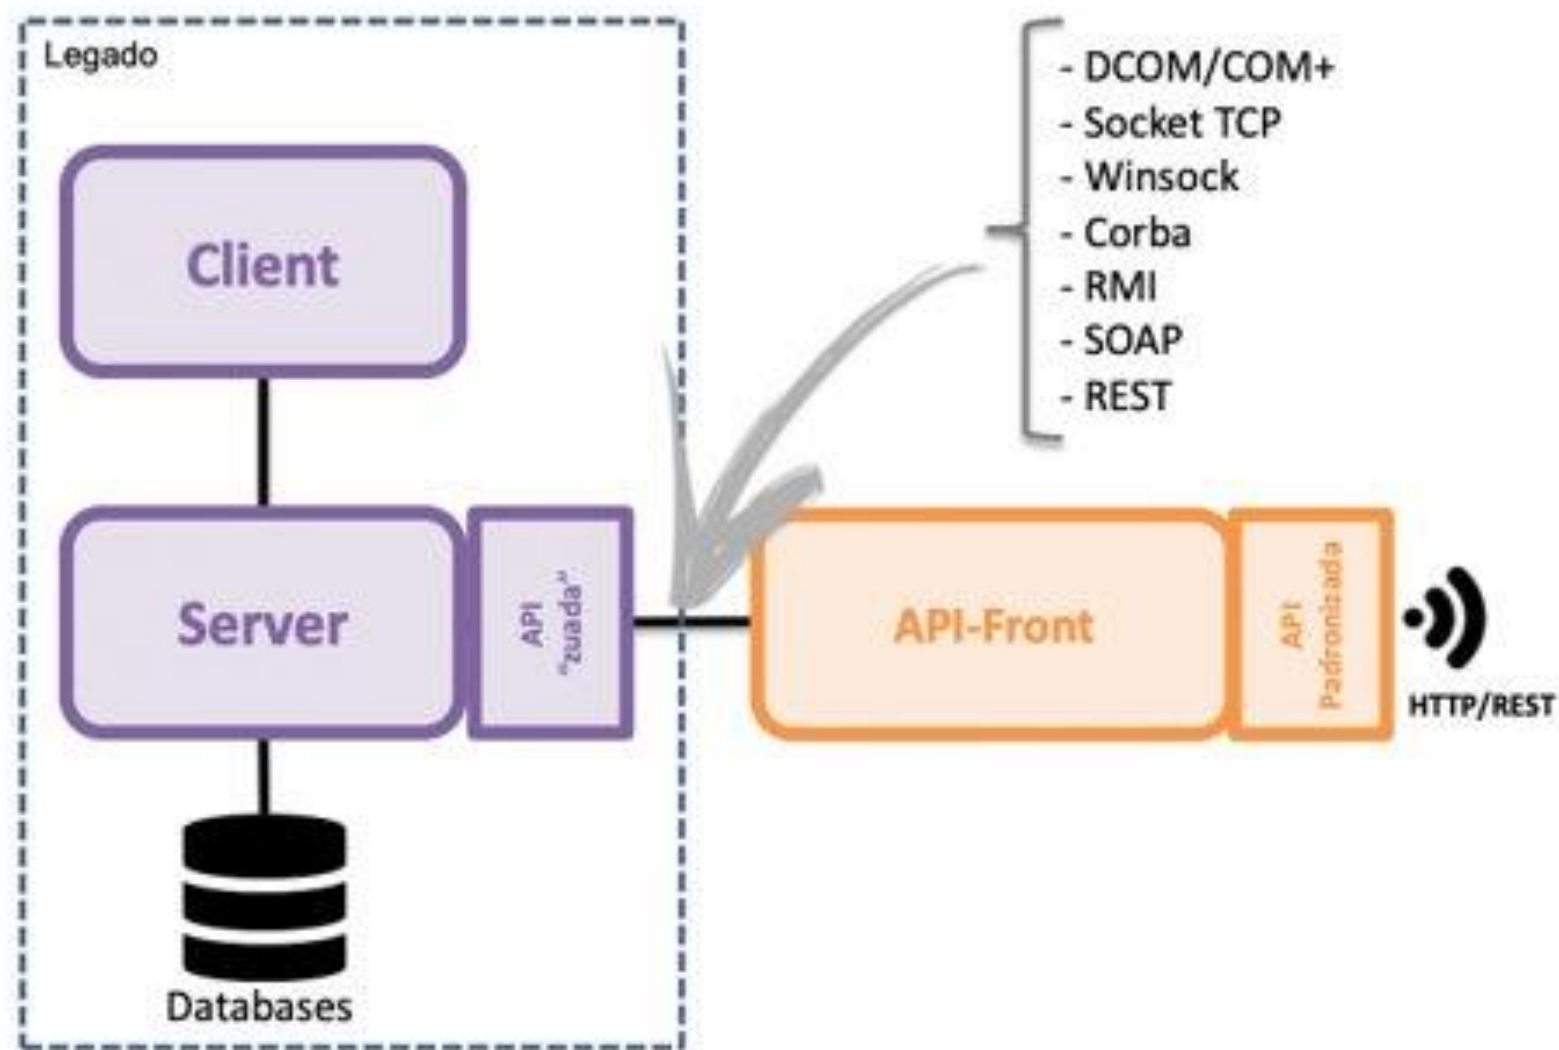 Legado
- DCOM/COM+
- Socket TCP
- Winsock
- Corba
- RMI
- SOAP
- REST
Client
Server
API
"zuada"
API-Front
API
Padronizada
HTTP/REST
Databases